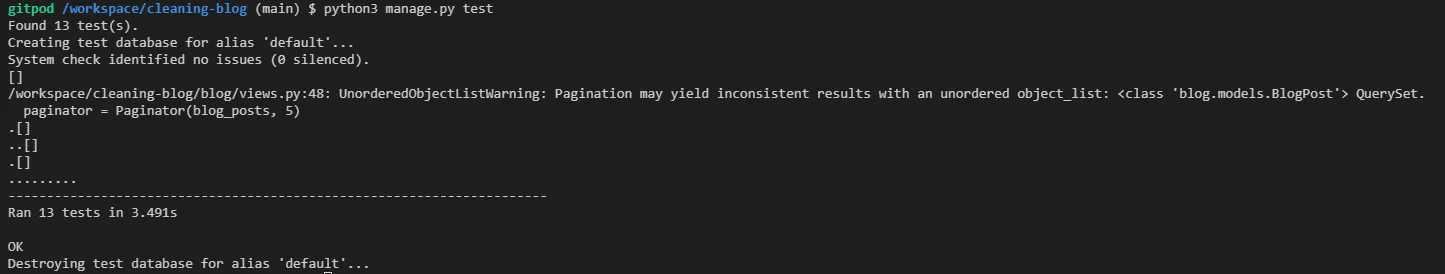 gitpod /workspace/cleaning-blog (main) $ python3 manage.py test
Found 13 test(s).
Creating test database for alias 'default'...
System check identified no issues (0 silenced).
[]
/workspace/cleaning-blog/blog/views.py:48: UnorderedObjectListWarning: Pagination may yield inconsistent results with an unordered object_list: <class 'blog.models.BlogPost'> QuerySet.
  paginator = Paginator(blog_posts, 5)
.[]
..[]
.[]
.........
----------------------------------------------------------------------
Ran 13 tests in 3.491s

OK
Destroying test database for alias 'default'...